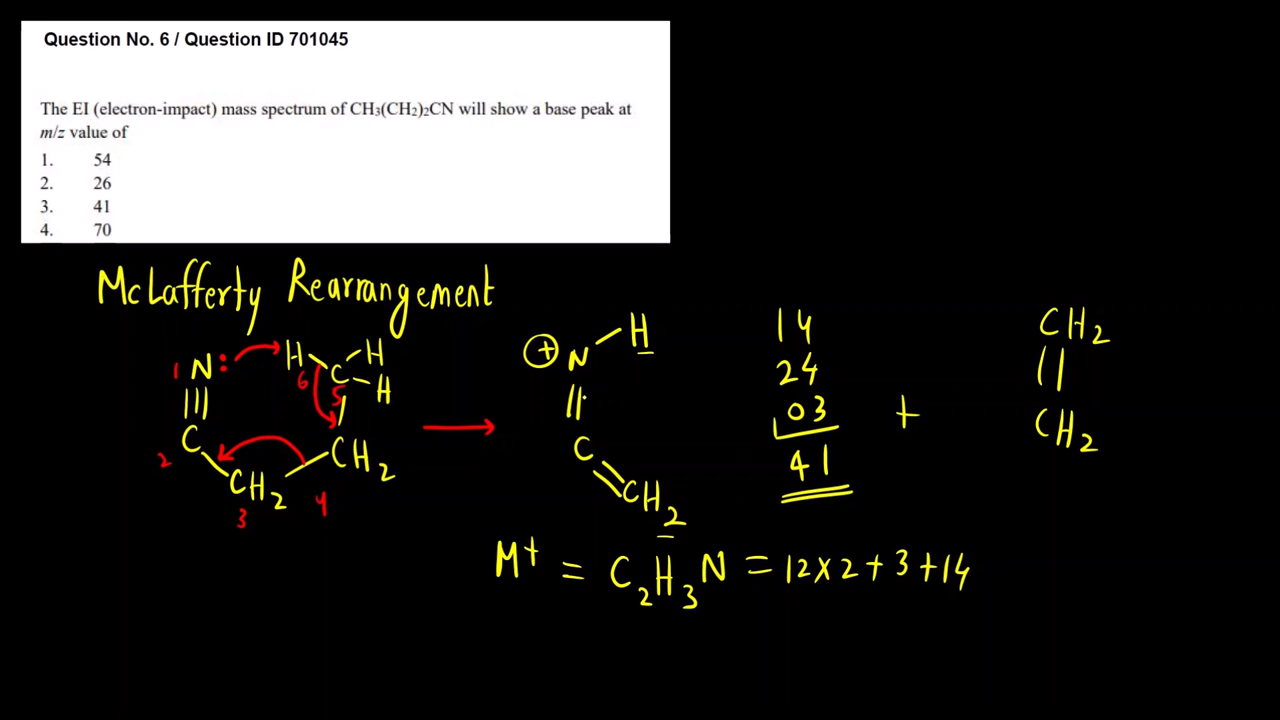 Question No. 6 / Question ID 701045
The EI (electron-impact) mass spectrum of CH₃(CH₂)₂CN will show a base peak at
m/z value of
1. 54
2. 26
3. 41
4. 70
McLafferty Rearrangement
1 N: H H
6 C H
5
C
2 CH₂ CH₂
3 4
+ N H
C
CH₂
14
24
03
41
+
CH₂
CH₂
M⁺ = C₂H₃N = 12×2+3+14